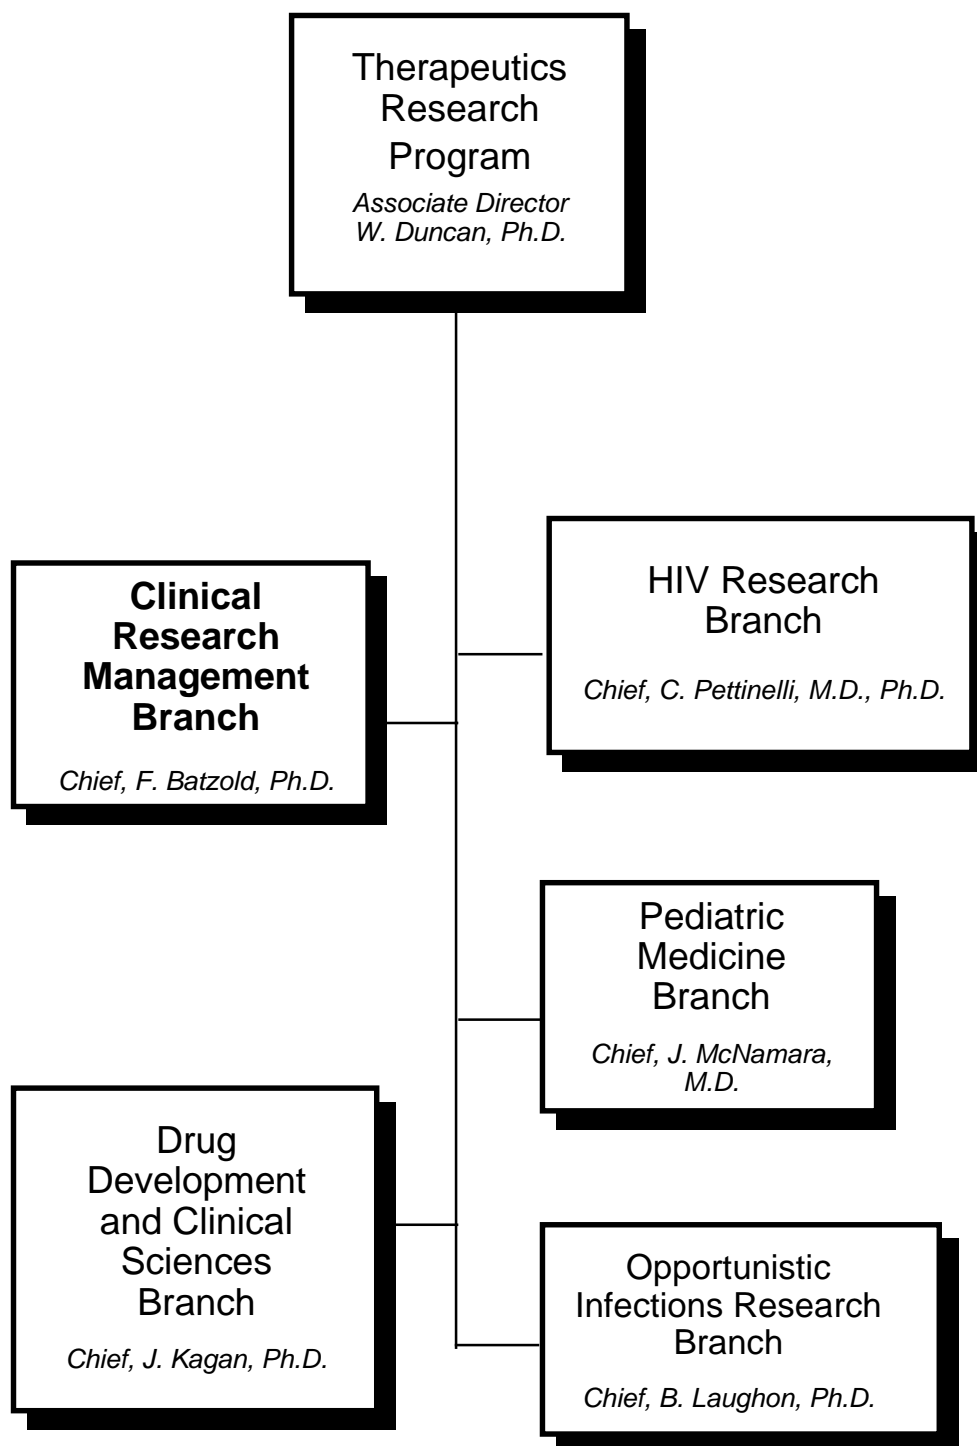 Therapeutics
Research
Program
Associate Director
W. Duncan, Ph.D.
HIV Research
Branch
Chief, C. Pettinelli, M.D., Ph.D.
Clinical
Research
Management
Branch
Chief, F. Batzold, Ph.D.
Pediatric
Medicine
Branch
Chief, J. McNamara,
M.D.
Drug
Development
and Clinical
Sciences
Branch
Chief, J. Kagan, Ph.D.
Opportunistic
Infections Research
Branch
Chief, B. Laughon, Ph.D.